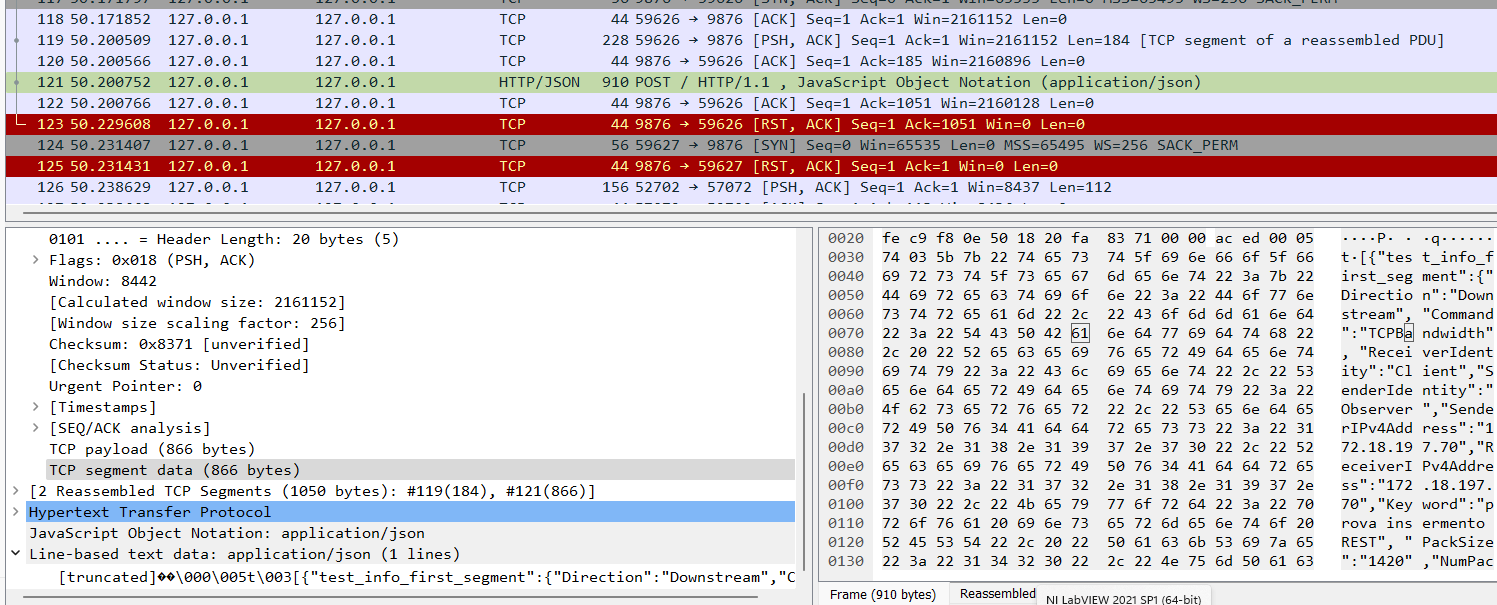 118 50.171852 127.0.0.1 127.0.0.1 TCP 44 59626 → 9876 [ACK] Seq=1 Ack=1 Win=2161152 Len=0
119 50.200509 127.0.0.1 127.0.0.1 TCP 228 59626 → 9876 [PSH, ACK] Seq=1 Ack=1 Win=2161152 Len=184 [TCP segment of a reassembled PDU]
120 50.200566 127.0.0.1 127.0.0.1 TCP 44 9876 → 59626 [ACK] Seq=1 Ack=185 Win=2160896 Len=0
121 50.200752 127.0.0.1 127.0.0.1 HTTP/JSON 910 POST / HTTP/1.1 , JavaScript Object Notation (application/json)
122 50.200766 127.0.0.1 127.0.0.1 TCP 44 9876 → 59626 [ACK] Seq=1 Ack=1051 Win=2160128 Len=0
123 50.229608 127.0.0.1 127.0.0.1 TCP 44 9876 → 59626 [RST, ACK] Seq=1 Ack=1051 Win=0 Len=0
124 50.231407 127.0.0.1 127.0.0.1 TCP 56 59627 → 9876 [SYN] Seq=0 Win=65535 Len=0 MSS=65495 WS=256 SACK_PERM
125 50.231431 127.0.0.1 127.0.0.1 TCP 44 9876 → 59627 [RST, ACK] Seq=1 Ack=1 Win=0 Len=0
126 50.238629 127.0.0.1 127.0.0.1 TCP 156 52702 → 57072 [PSH, ACK] Seq=1 Ack=1 Win=8437 Len=112
0101 .... = Header Length: 20 bytes (5)
Flags: 0x018 (PSH, ACK)
Window: 8442
[Calculated window size: 2161152]
[Window size scaling factor: 256]
Checksum: 0x8371 [unverified]
[Checksum Status: Unverified]
Urgent Pointer: 0
[Timestamps]
[SEQ/ACK analysis]
TCP payload (866 bytes)
TCP segment data (866 bytes)
[2 Reassembled TCP Segments (1050 bytes): #119(184), #121(866)]
Hypertext Transfer Protocol
JavaScript Object Notation: application/json
Line-based text data: application/json (1 lines)
[truncated]��\000\005t\003[{"test_info_first_segment":{"Direction":"Downstream","C
0020 fe c9 f8 0e 50 18 20 fa 83 71 00 00 ac ed 00 05 ····P· · ·q······
0030 74 03 5b 7b 22 74 65 73 74 5f 69 6e 66 6f 5f 66 t·[{"tes t_info_f
0040 69 72 73 74 5f 73 65 67 6d 65 6e 74 22 3a 7b 22 irst_seg ment":{"
0050 44 69 72 65 63 74 69 6f 6e 22 3a 22 44 6f 77 6e Directio n":"Down
0060 73 74 72 65 61 6d 22 2c 22 43 6f 6d 6d 61 6e 64 stream", "Command
0070 22 3a 22 54 43 50 42 61 6e 64 77 69 64 74 68 22 ":"TCPBa ndwidth"
0080 2c 20 22 52 65 63 65 69 76 65 72 49 64 65 6e 74 , "Recei verIdent
0090 69 74 79 22 3a 22 43 6c 69 65 6e 74 22 2c 22 53 ity":"Cl ient","S
00a0 65 6e 64 65 72 49 64 65 6e 74 69 74 79 22 3a 22 enderIde ntity":"
00b0 4f 62 73 65 72 76 65 72 22 2c 22 53 65 6e 64 65 Observer ","Sende
00c0 72 49 50 76 34 41 64 64 72 65 73 73 22 3a 22 31 rIPv4Add ress":"1
00d0 37 32 2e 31 38 2e 31 39 37 2e 37 30 22 2c 22 52 72.18.19 7.70","R
00e0 65 63 65 69 76 65 72 49 50 76 34 41 64 64 72 65 eceiverI Pv4Addre
00f0 73 73 22 3a 22 31 37 32 2e 31 38 2e 31 39 37 2e ss":"172 .18.197.
0100 37 30 22 2c 22 4b 65 79 77 6f 72 64 22 3a 22 70 70","Key word":"p
0110 72 6f 76 61 20 69 6e 73 65 72 6d 65 6e 74 6f 20 rova ins ermento
0120 52 45 53 54 22 2c 20 22 50 61 63 6b 53 69 7a 65 REST", " PackSize
0130 22 3a 22 31 34 32 30 22 2c 22 4e 75 6d 50 61 63 ":"1420" ,"NumPac
Frame (910 bytes) Reassembled
NI LabVIEW 2021 SP1 (64-bit)